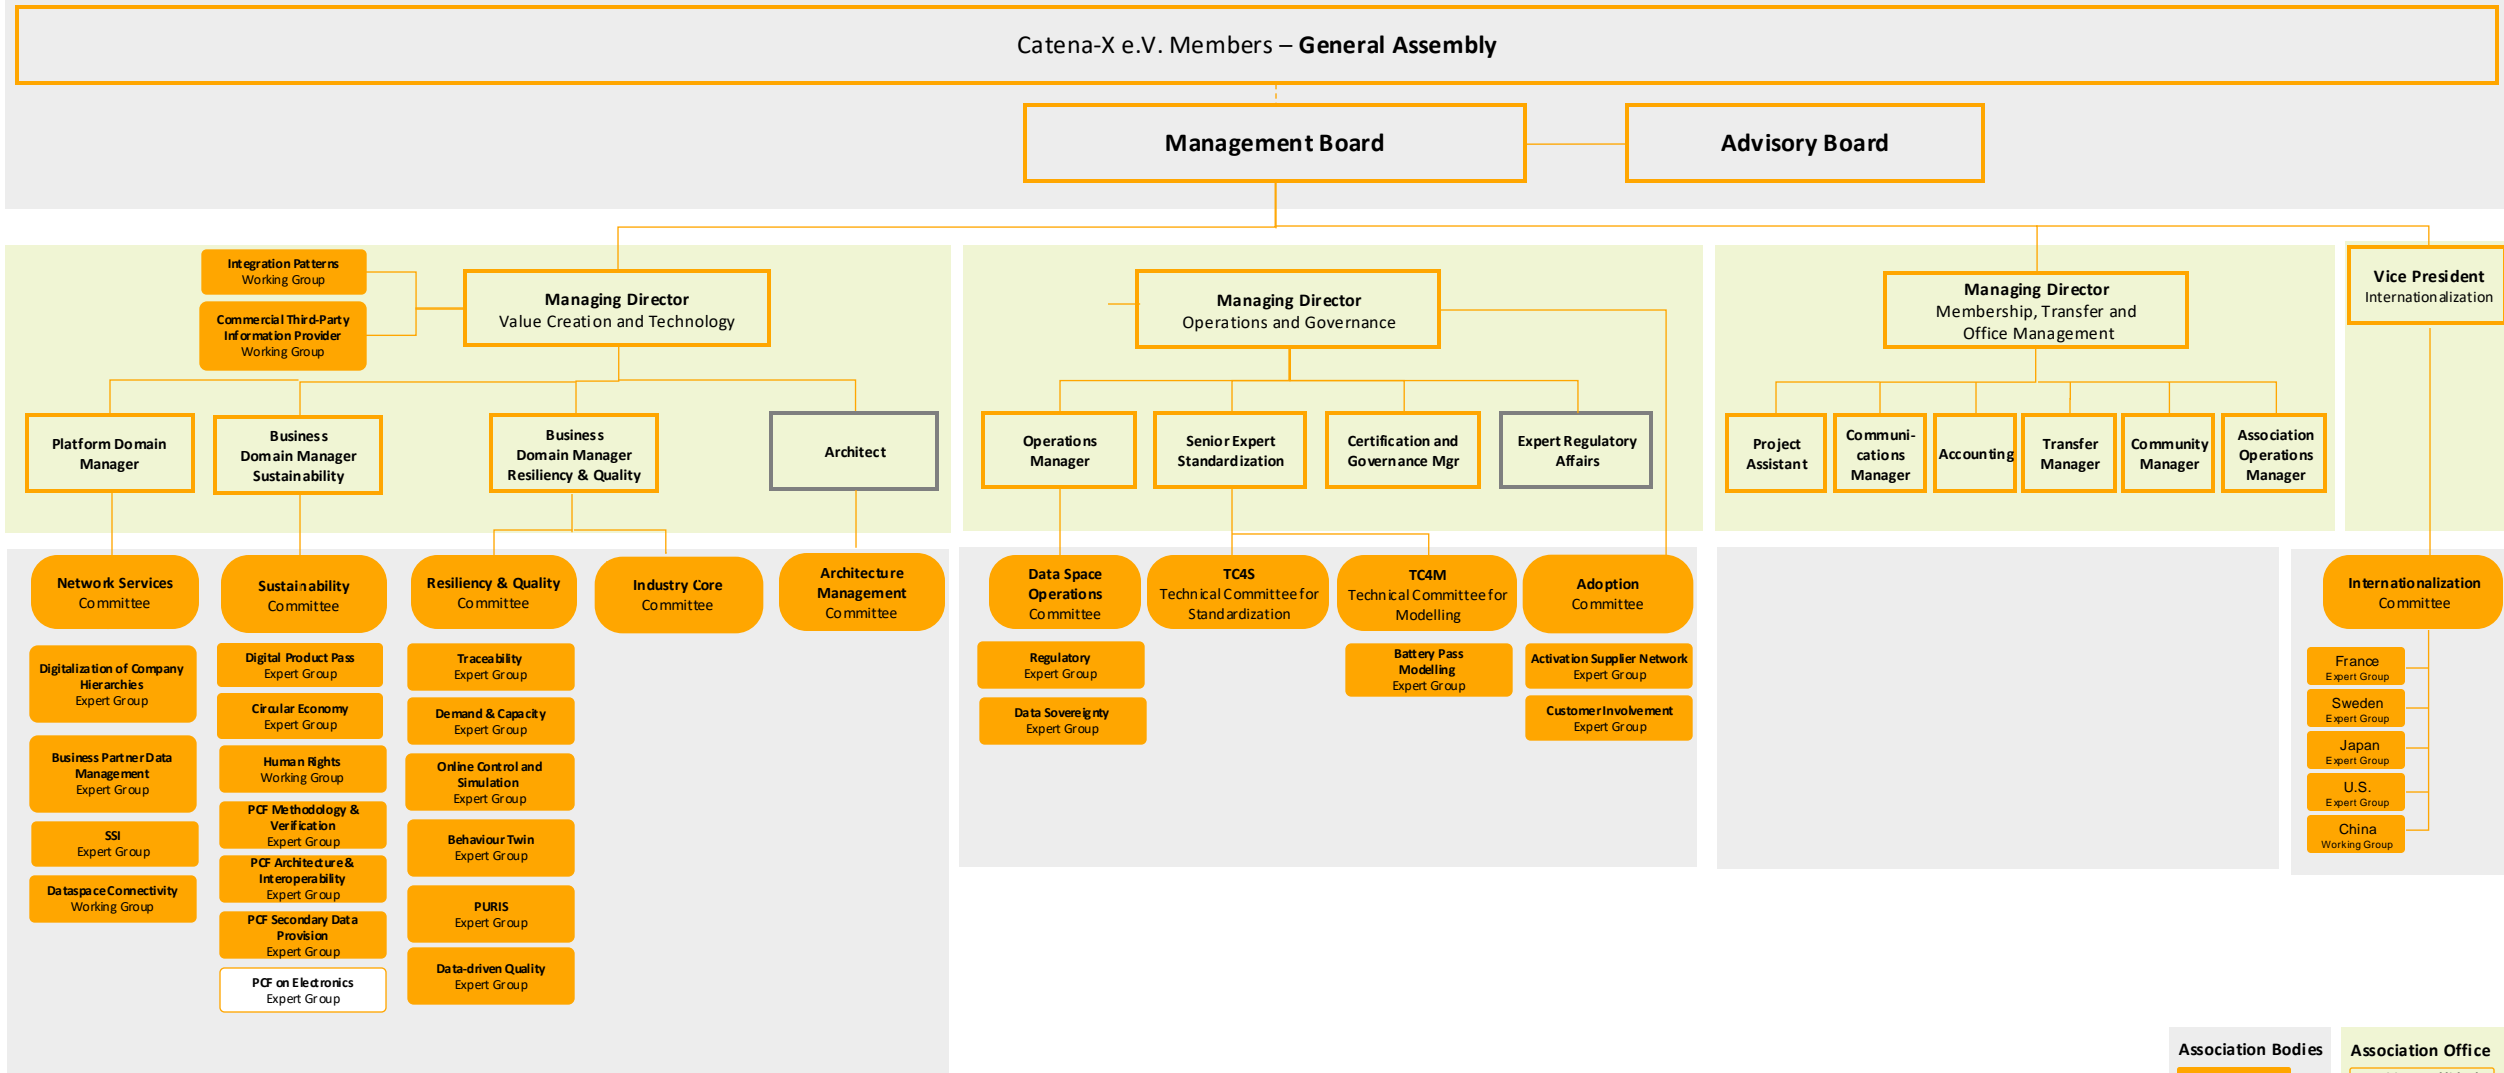 Catena-X e.V. Members – General Assembly
Management Board
Advisory Board
Integration Patterns
Working Group
Commercial Third-Party
Information Provider
Working Group
Managing Director
Value Creation and Technology
Managing Director
Operations and Governance
Managing Director
Membership, Transfer and
Office Management
Vice President
Internationalization
Platform Domain
Manager
Business
Domain Manager
Sustainability
Business
Domain Manager
Resiliency & Quality
Architect
Operations
Manager
Senior Expert
Standardization
Certification and
Governance Mgr
Expert Regulatory
Affairs
Project
Assistant
Communi-
cations
Manager
Accounting
Transfer
Manager
Community
Manager
Association
Operations
Manager
Network Services
Committee
Sustainability
Committee
Resiliency & Quality
Committee
Industry Core
Committee
Architecture
Management
Committee
Data Space
Operations
Committee
TC4S
Technical Committee for
Standardization
TC4M
Technical Committee for
Modelling
Adoption
Committee
Internationalization
Committee
Digitalization of Company
Hierarchies
Expert Group
Business Partner Data
Management
Expert Group
SSI
Expert Group
Dataspace Connectivity
Working Group
Digital Product Pass
Expert Group
Circular Economy
Expert Group
Human Rights
Working Group
PCF Methodology &
Verification
Expert Group
PCF Architecture &
Interoperability
Expert Group
PCF Secondary Data
Provision
Expert Group
PCF on Electronics
Expert Group
Traceability
Expert Group
Demand & Capacity
Expert Group
Online Control and
Simulation
Expert Group
Behaviour Twin
Expert Group
PURIS
Expert Group
Data-driven Quality
Expert Group
Regulatory
Expert Group
Data Sovereignty
Expert Group
Battery Pass
Modelling
Expert Group
Activation Supplier Network
Expert Group
Customer Involvement
Expert Group
France
Expert Group
Sweden
Expert Group
Japan
Expert Group
U.S.
Expert Group
China
Working Group
Association Bodies
Association Office